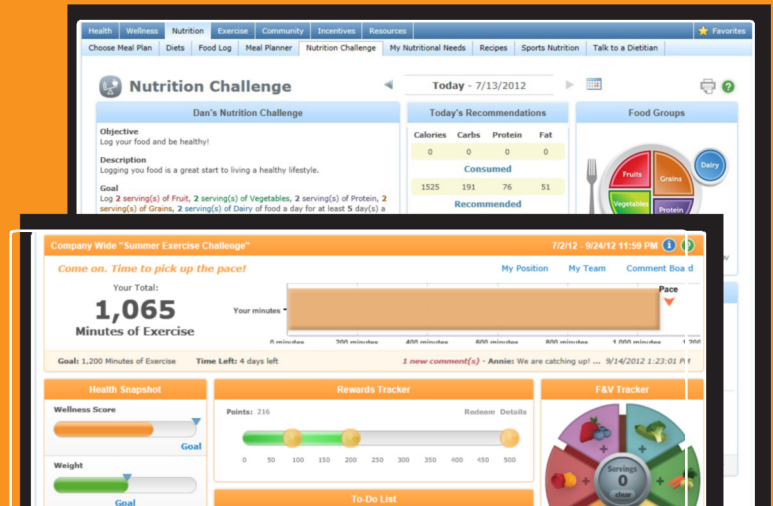 Health Wellness Nutrition Exercise Community Incentives Resources Favorites
Choose Meal Plan Diets Food Log Meal Planner Nutrition Challenge My Nutritional Needs Recipes Sports Nutrition Talk to a Dietitian
Nutrition Challenge Today - 7/13/2012
Dan's Nutrition Challenge
Objective
Log your food and be healthy!
Description
Logging you food is a great start to living a healthy lifestyle.
Goal
Log 2 serving(s) of Fruit, 2 serving(s) of Vegetables, 2 serving(s) of Protein, 2
serving(s) of Grains, 2 serving(s) of Dairy of food a day for at least 5 day(s) a
Today's Recommendations
Calories Carbs Protein Fat
0 0 0 0
Consumed
1525 191 76 51
Recommended
Food Groups
Fruits
Grains
Dairy
Vegetables
Protein
Company Wide "Summer Exercise Challenge" 7/2/12 - 9/24/12 11:59 PM
Come on. Time to pick up the pace! My Position My Team Comment Board
Your Total:
1,065
Minutes of Exercise
Your minutes
Pace
0 minutes 200 minutes 400 minutes 600 minutes 800 minutes 1,000 minutes 1,200
Goal: 1,200 Minutes of Exercise Time Left: 4 days left 1 new comment(s) - Annie: We are catching up! ... 9/14/2012 1:23:01 PM
Health Snapshot
Wellness Score
Goal
Weight
Goal
Rewards Tracker
Points: 216 Redeem Details
0 50 100 150 200 250 300 350 400 450 500
To-Do List
F&V Tracker
Servings
0
clear